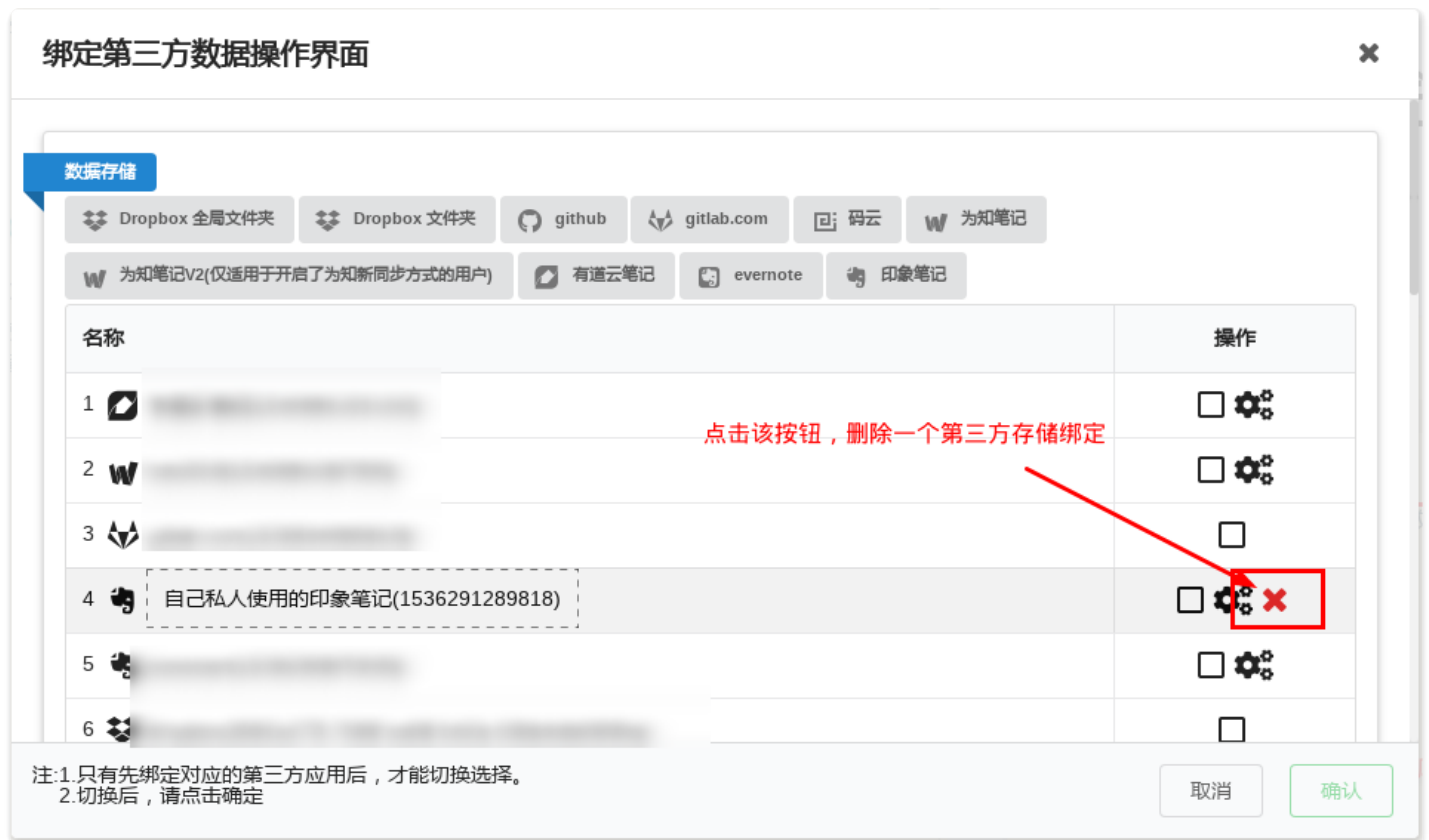 绑定第三方数据操作界面
数据存储
Dropbox 全局文件夹 Dropbox 文件夹 github gitlab.com 码云 为知笔记
为知笔记V2(仅适用于开启了为知新同步方式的用户) 有道云笔记 evernote 印象笔记
名称 操作
1
点击该按钮，删除一个第三方存储绑定
2
3
4 自己私人使用的印象笔记(1536291289818)
5
6
注:1.只有先绑定对应的第三方应用后，才能切换选择。
2.切换后，请点击确定
取消 确认